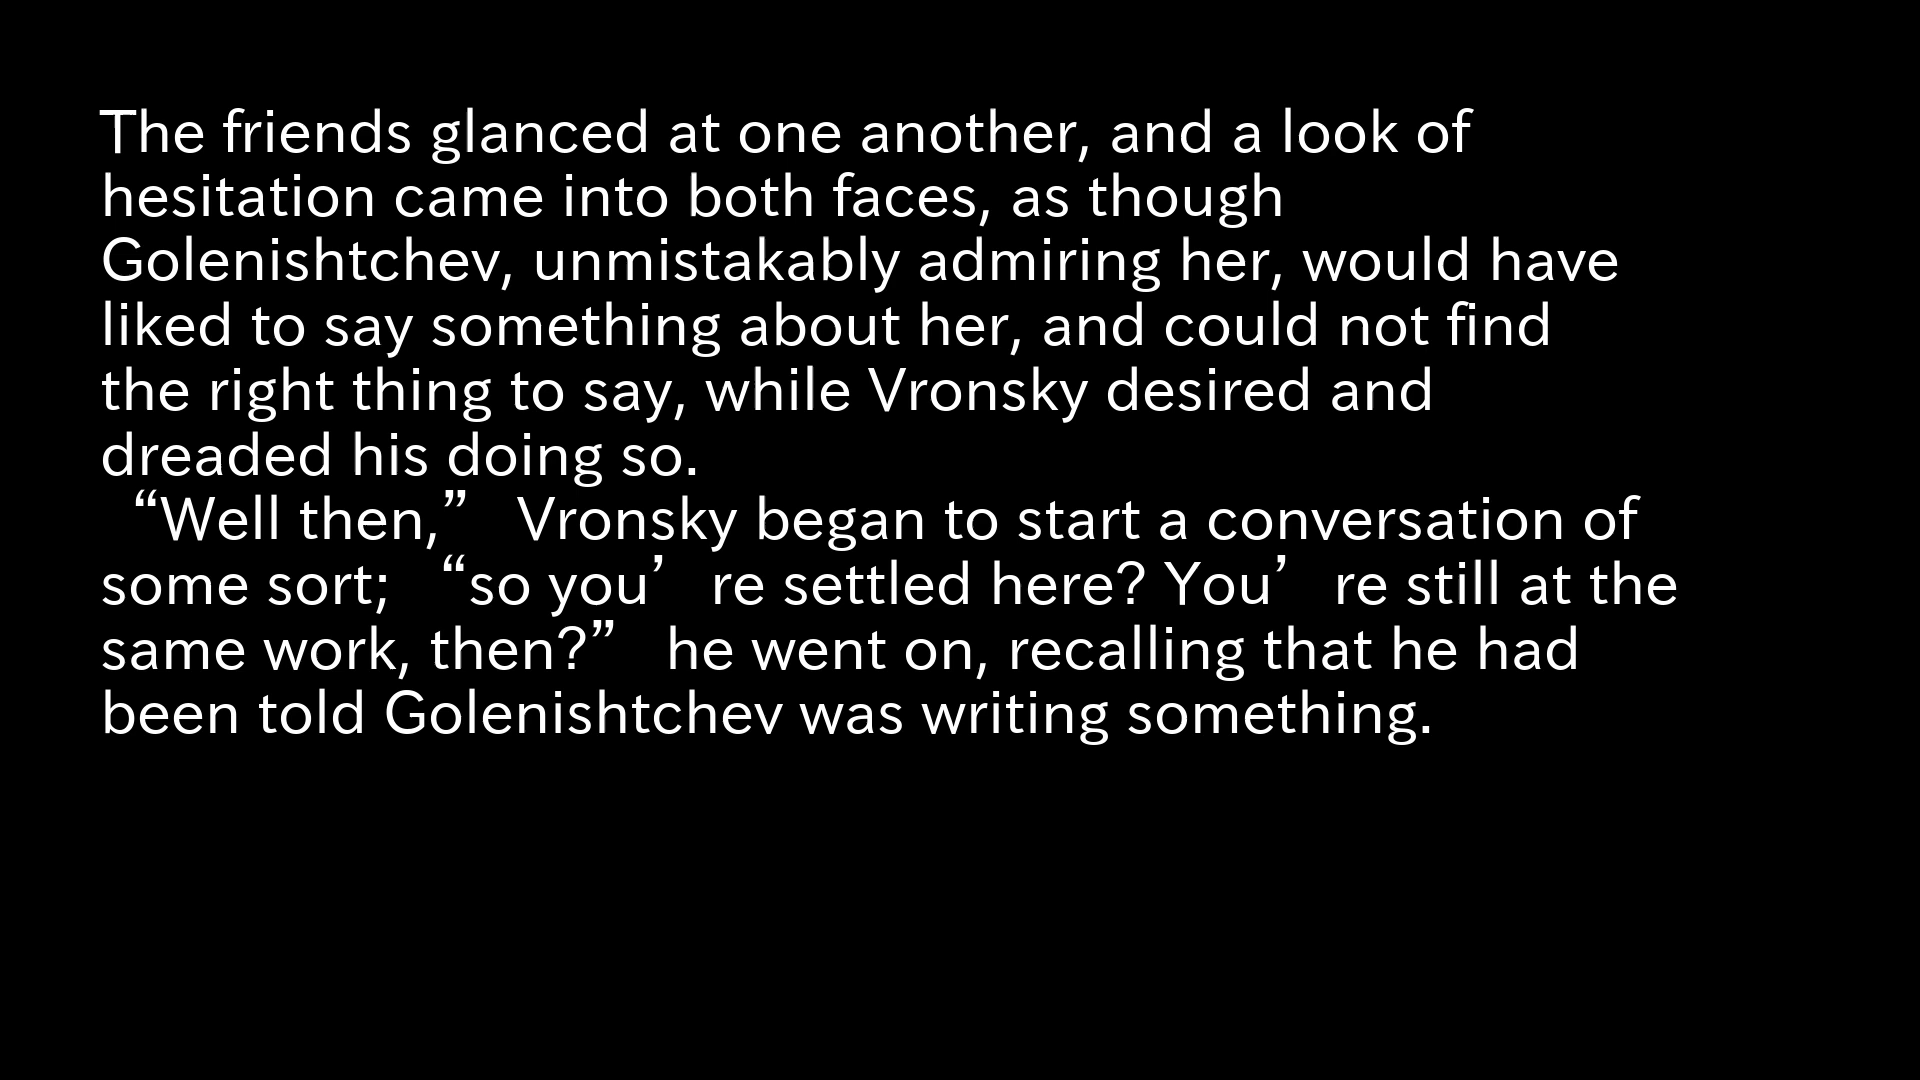 The friends glanced at one another, and a look of
hesitation came into both faces, as though
Golenishtchev, unmistakably admiring her, would have
liked to say something about her, and could not find
the right thing to say, while Vronsky desired and
dreaded his doing so.
“Well then,” Vronsky began to start a conversation of
some sort; “so you’re settled here? You’re still at the
same work, then?” he went on, recalling that he had
been told Golenishtchev was writing something.